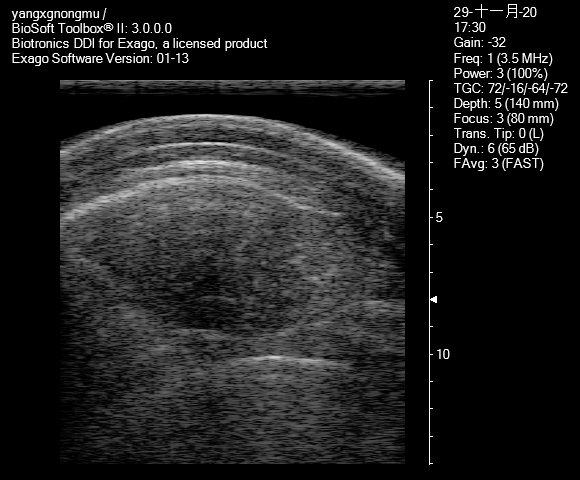 yangxgnongmu /
BioSoft Toolbox® II: 3.0.0.0
Biotronics DDI for Exago, a licensed product
Exago Software Version: 01-13
29-十一月-20
17:30
Gain: -32
Freq: 1 (3.5 MHz)
Power: 3 (100%)
TGC: 72/-16/-64/-72
Depth: 5 (140 mm)
Focus: 3 (80 mm)
Trans. Tip: 0 (L)
Dyn.: 6 (65 dB)
FAvg: 3 (FAST)
5
10